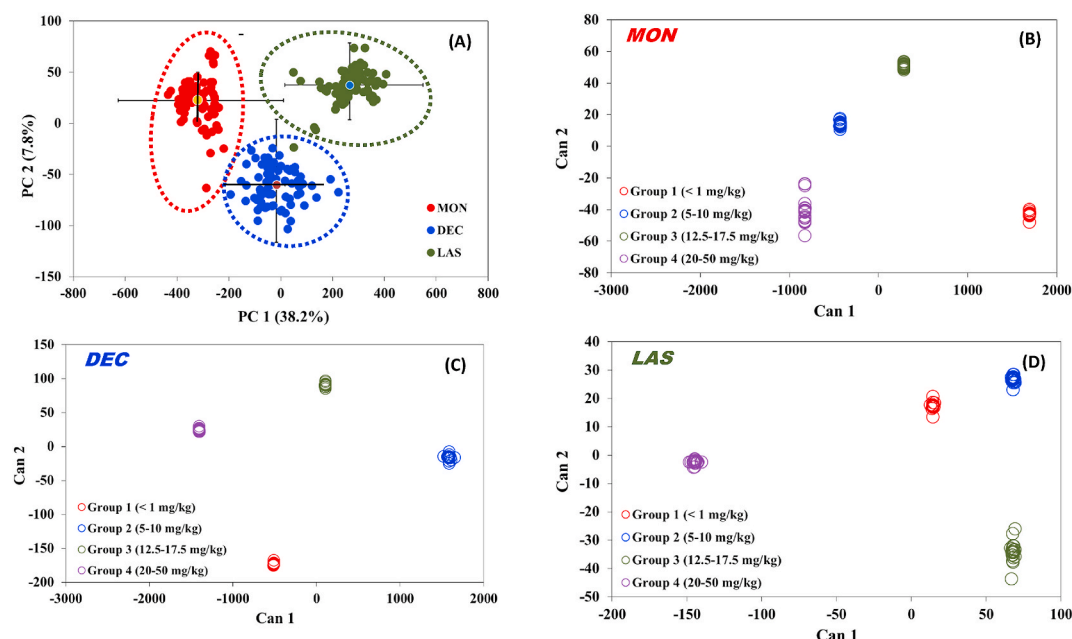 (A)
100
50
0
-50
-100
-150
PC 2 (7.8%)
MON
DEC
LAS
-800
-600
-400
-200
0
200
400
600
800
PC 1 (38.2%)
MON
(B)
80
60
40
20
0
-20
-40
-60
-80
Can 2
Group 1 (< 1 mg/kg)
Group 2 (5-10 mg/kg)
Group 3 (12.5-17.5 mg/kg)
Group 4 (20-50 mg/kg)
-3000
-2000
-1000
0
1000
2000
Can 1
DEC
(C)
150
100
50
0
-50
-100
-150
-200
Can 2
Group 1 (< 1 mg/kg)
Group 2 (5-10 mg/kg)
Group 3 (12.5-17.5 mg/kg)
Group 4 (20-50 mg/kg)
-3000
-2000
-1000
0
1000
2000
Can 1
LAS
(D)
40
30
20
10
0
-10
-20
-30
-40
-50
Can 2
Group 1 (< 1 mg/kg)
Group 2 (5-10 mg/kg)
Group 3 (12.5-17.5 mg/kg)
Group 4 (20-50 mg/kg)
-200
-150
-100
-50
0
50
100
Can 1